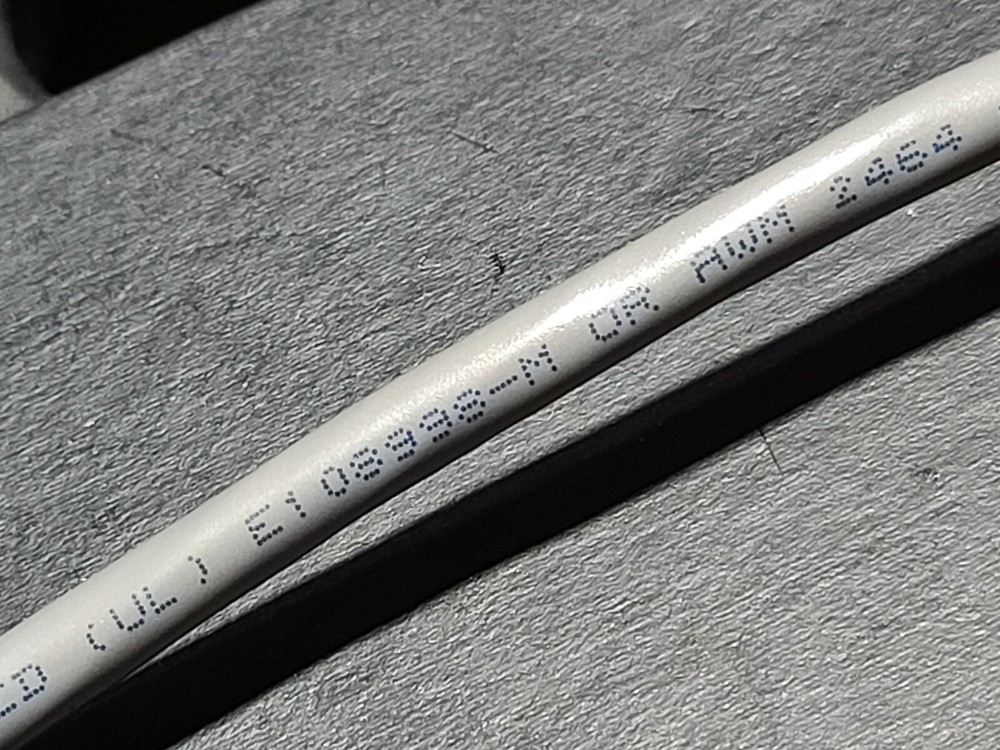 (UL) E108998-M OR AWM 2464